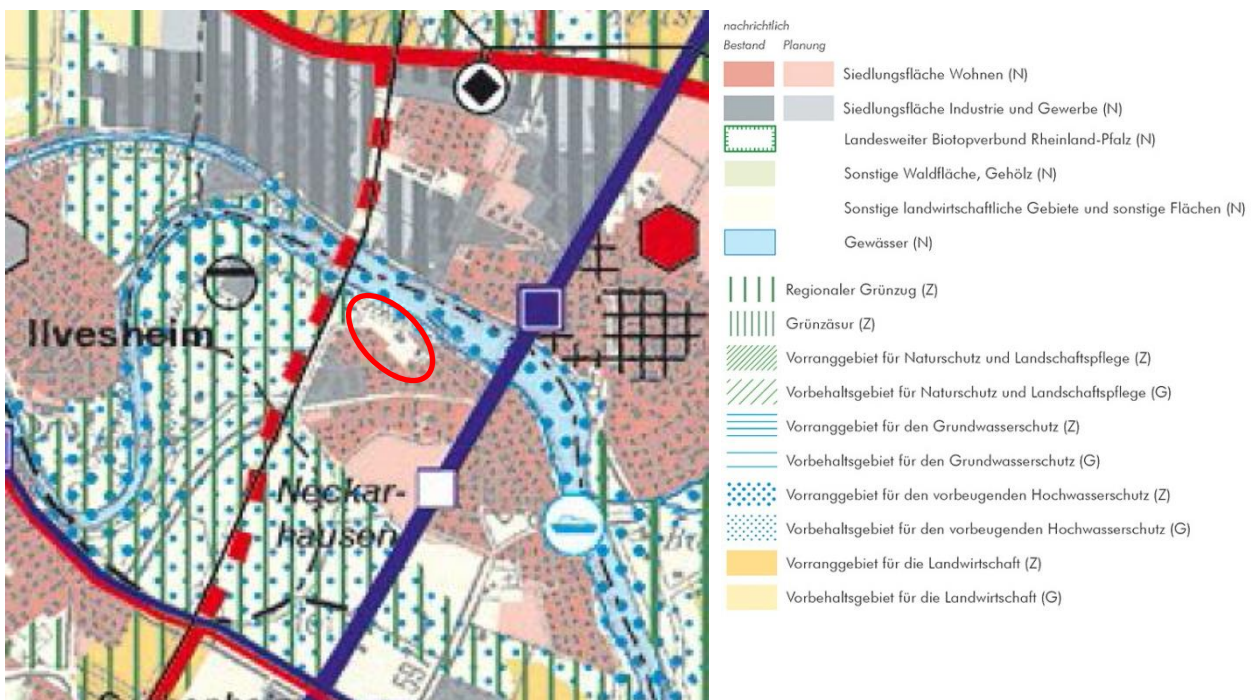 Ilvesheim
Neckar-
hausen
nachrichtlich
Bestand Planung
Siedlungsfläche Wohnen (N)
Siedlungsfläche Industrie und Gewerbe (N)
Landesweiter Biotopverbund Rheinland-Pfalz (N)
Sonstige Waldfläche, Gehölz (N)
Sonstige landwirtschaftliche Gebiete und sonstige Flächen (N)
Gewässer (N)
Regionaler Grünzug (Z)
Grünzäsur (Z)
Vorranggebiet für Naturschutz und Landschaftspflege (Z)
Vorbehaltsgebiet für Naturschutz und Landschaftspflege (G)
Vorranggebiet für den Grundwasserschutz (Z)
Vorbehaltsgebiet für den Grundwasserschutz (G)
Vorranggebiet für den vorbeugenden Hochwasserschutz (Z)
Vorbehaltsgebiet für den vorbeugenden Hochwasserschutz (G)
Vorranggebiet für die Landwirtschaft (Z)
Vorbehaltsgebiet für die Landwirtschaft (G)